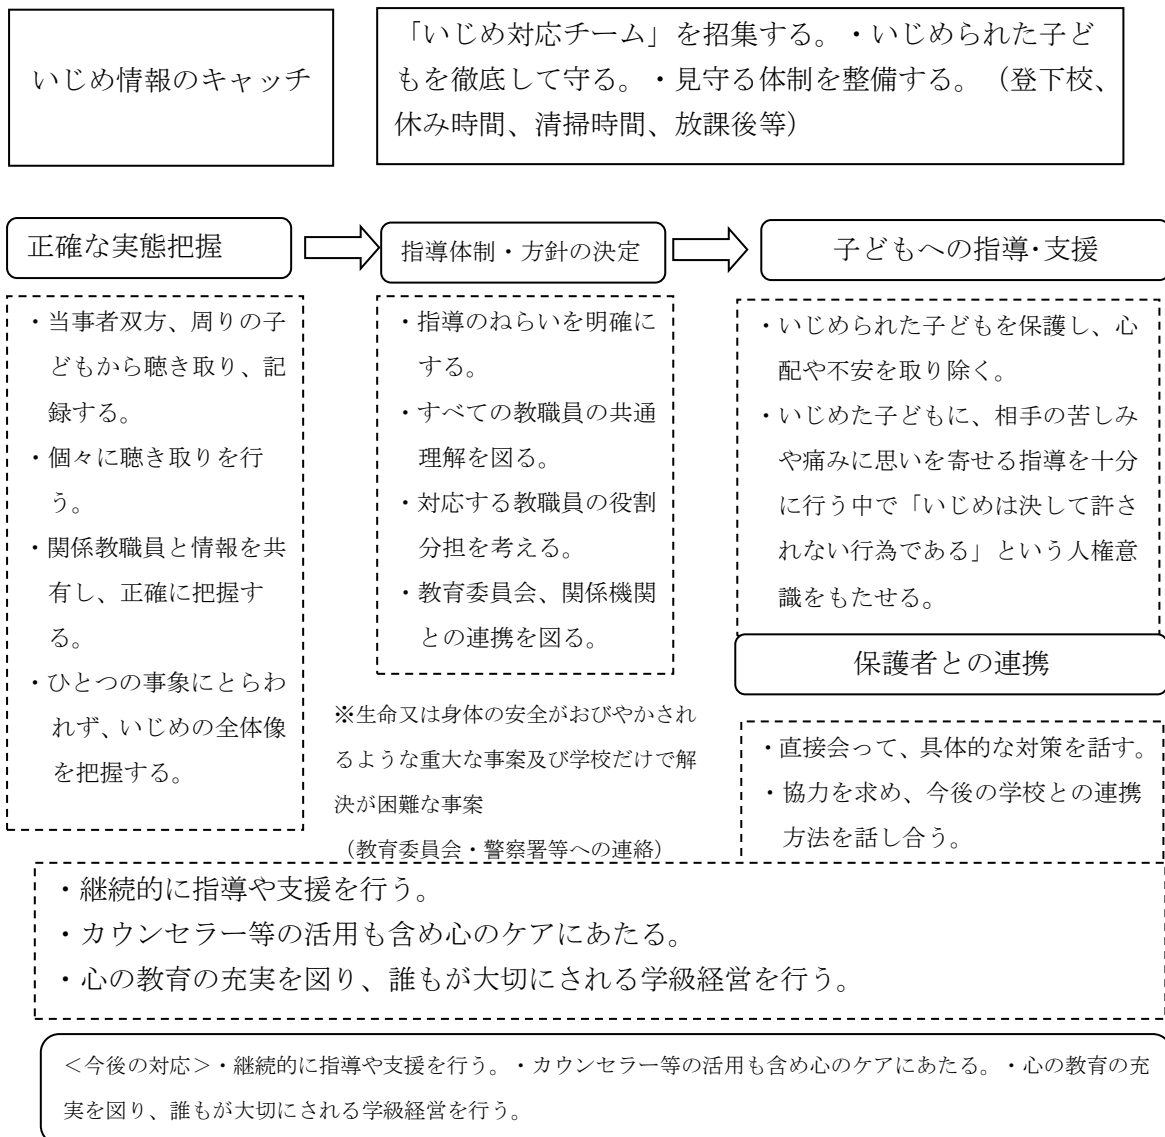 いじめ情報のキャッチ
「いじめ対応チーム」を招集する。・いじめられた子ど
もを徹底して守る。・見守る体制を整備する。（登下校、
休み時間、清掃時間、放課後等）
正確な実態把握
指導体制・方針の決定
子どもへの指導・支援
・当事者双方、周りの子
どもから聴き取り、記
録する。
・個々に聴き取りを行
う。
・関係教職員と情報を共
有し、正確に把握す
る。
・ひとつの事象にとらわ
れず、いじめの全体像
を把握する。
・指導のねらいを明確に
する。
・すべての教職員の共通
理解を図る。
・対応する教職員の役割
分担を考える。
・教育委員会、関係機関
との連携を図る。
※生命又は身体の安全がおびやかされ
るような重大な事案及び学校だけで解
決が困難な事案
（教育委員会・警察署等への連絡）
・いじめられた子どもを保護し、心
配や不安を取り除く。
・いじめた子どもに、相手の苦しみ
や痛みに思いを寄せる指導を十分
に行う中で「いじめは決して許さ
れない行為である」という人権意
識をもたせる。
保護者との連携
・直接会って、具体的な対策を話す。
・協力を求め、今後の学校との連携
方法を話し合う。
・継続的に指導や支援を行う。
・カウンセラー等の活用も含め心のケアにあたる。
・心の教育の充実を図り、誰もが大切にされる学級経営を行う。
＜今後の対応＞・継続的に指導や支援を行う。・カウンセラー等の活用も含め心のケアにあたる。・心の教育の充
実を図り、誰もが大切にされる学級経営を行う。